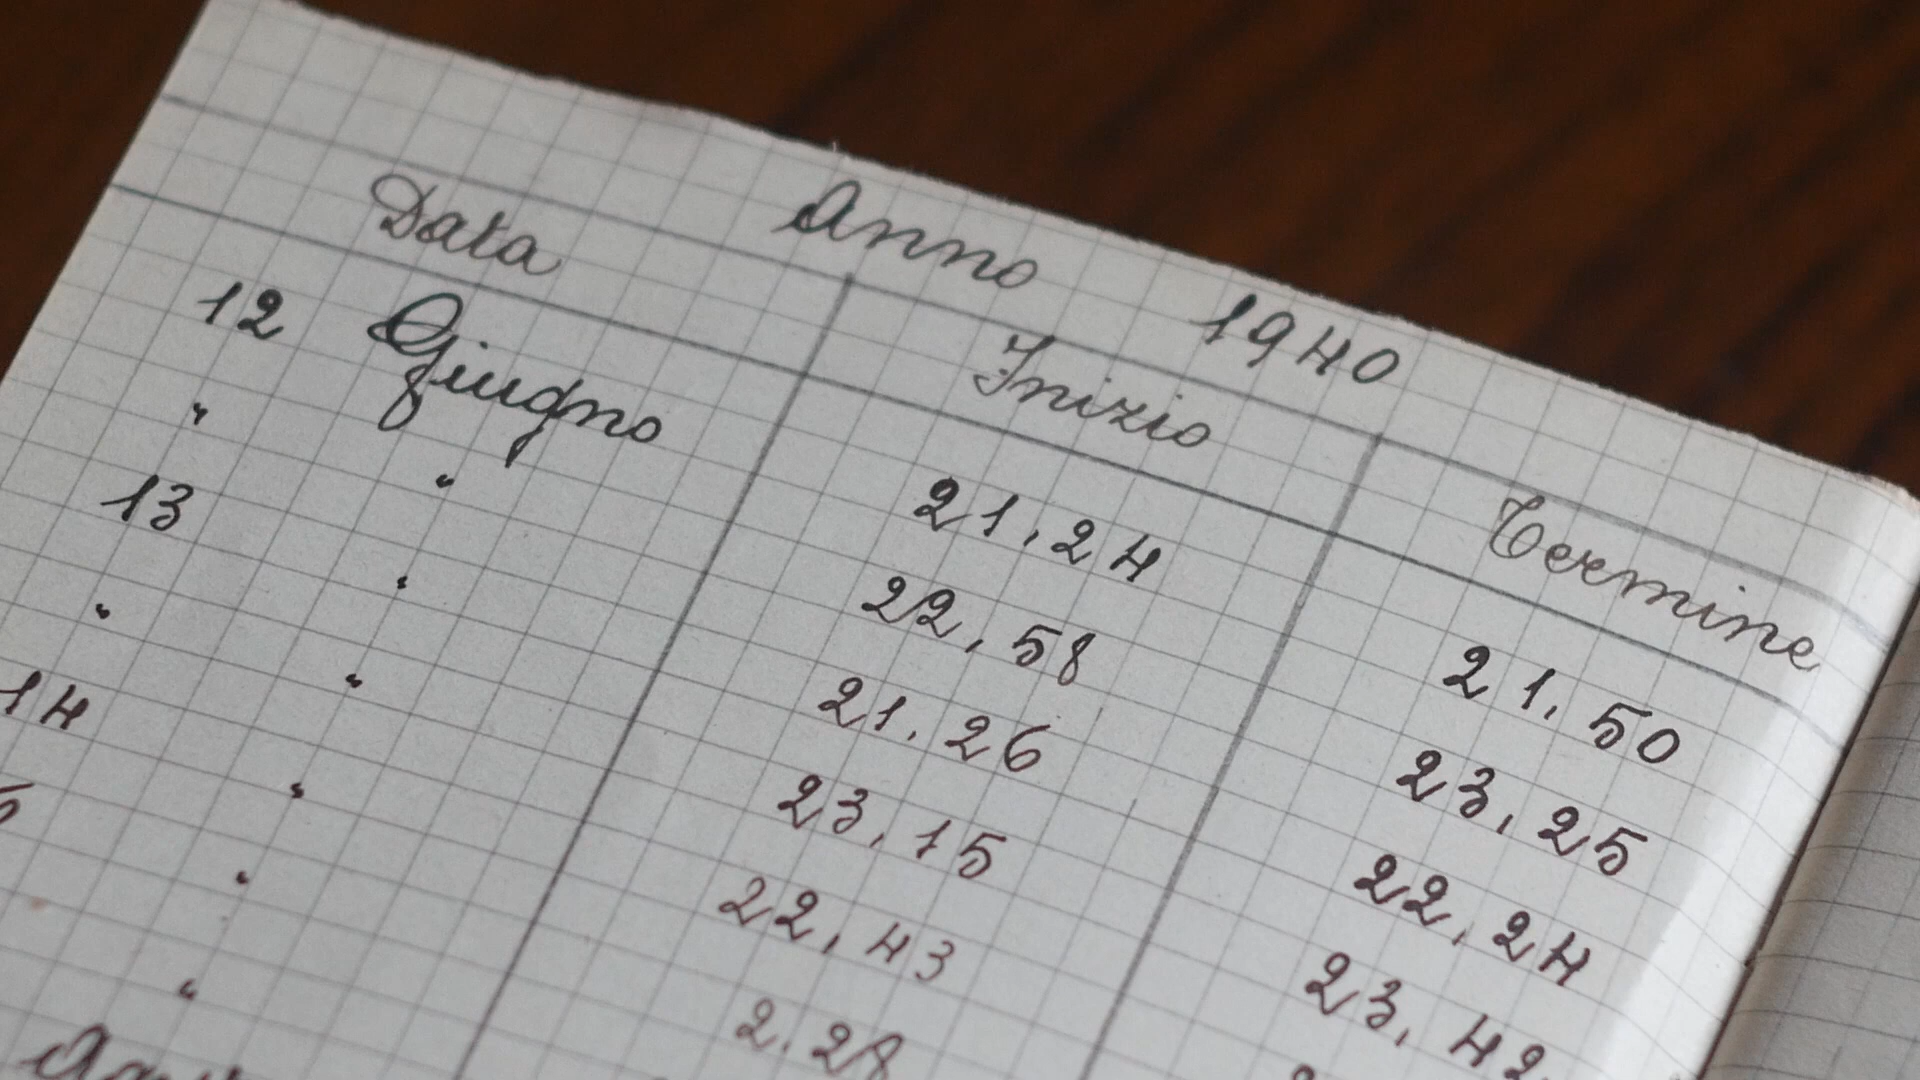 Anno 1940
Data Inizio Termine
12 Giugno 21,24 21,50
" " 22,58 23,25
13 " 21.26 22,24
" " 23,15 23,42
14 " 22,43
5 " 2.28
"